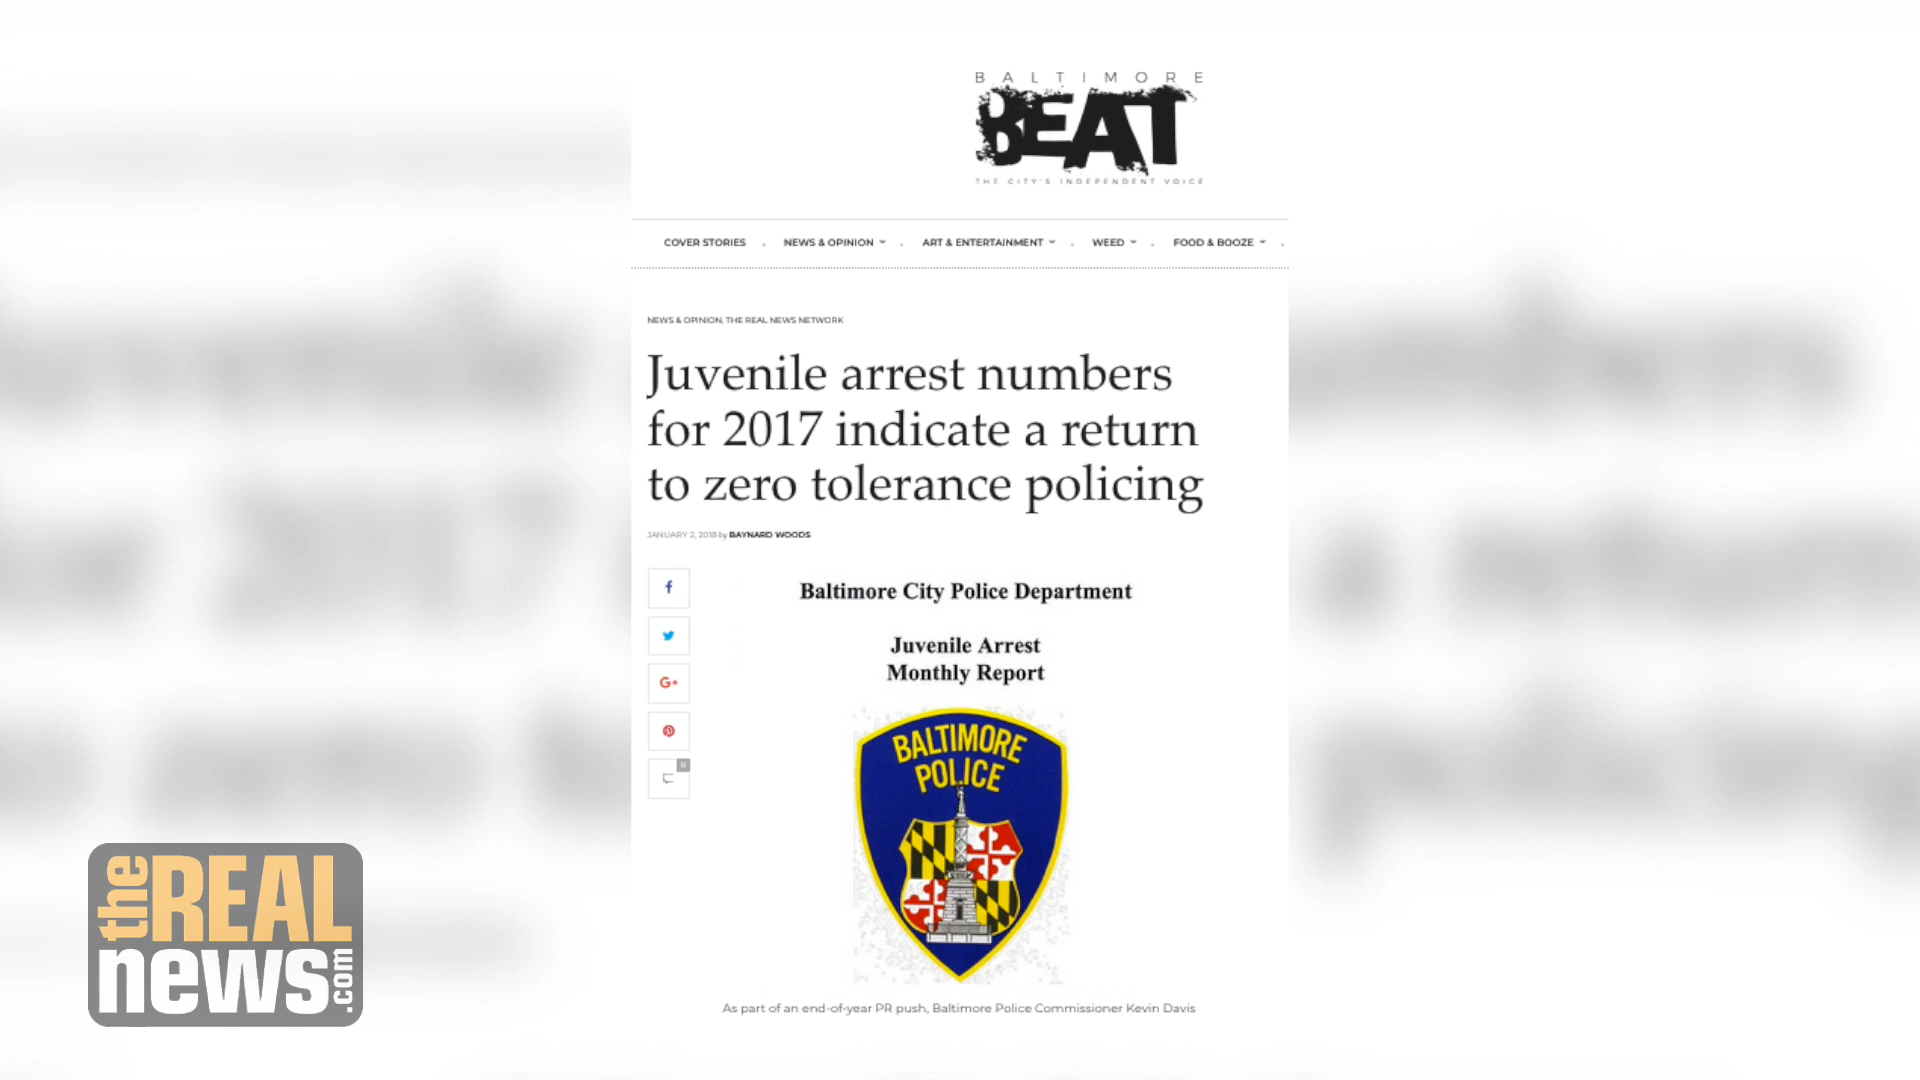 BALTIMORE
BEAT
THE CITY'S INDEPENDENT VOICE
COVER STORIES . NEWS & OPINION . ART & ENTERTAINMENT . WEED . FOOD & BOOZE .
NEWS & OPINION, THE REAL NEWS NETWORK
Juvenile arrest numbers
for 2017 indicate a return
to zero tolerance policing
JANUARY 2, 2018 by BAYNARD WOODS
Baltimore City Police Department
Juvenile Arrest
Monthly Report
0
BALTIMORE
POLICE
As part of an end-of-year PR push, Baltimore Police Commissioner Kevin Davis
the REAL
news.com